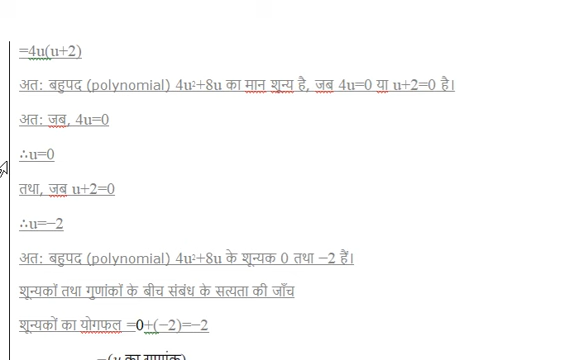 =4u(u+2)
अत: बहुपद (polynomial) 4u²+8u का मान शून्य है, जब 4u=0 या u+2=0 है।
अत: जब, 4u=0
∴u=0
तथा, जब u+2=0
∴u=−2
अत: बहुपद (polynomial) 4u²+8u के शून्यक 0 तथा −2 हैं।
शून्यकों तथा गुणांकों के बीच संबंध के सत्यता की जाँच
शून्यकों का योगफल =0+(−2)=−2
−(u का गुणांक)